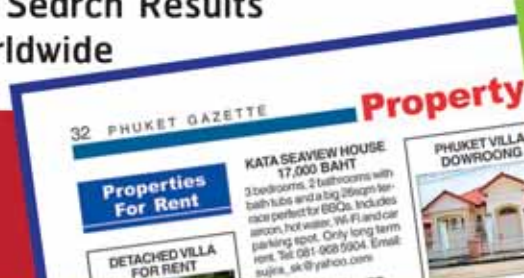 Search Results
rldwide
32 PHUKET GAZETTE
Property
Properties
For Rent
DETACHED VILLA
FOR RENT
KATA SEAVIEW HOUSE
17,000 BAHT
3 bedrooms, 2 bathrooms with
bath tubs and a big 26sqm ter-
race perfect for BBQs. Includes
aircon, hot water, Wi-Fi and car
parking spot. Only long term
rent. Tel: 081-968 5904. Email:
sujira_sk@yahoo.com
PHUKET VILLA
DOWROONG